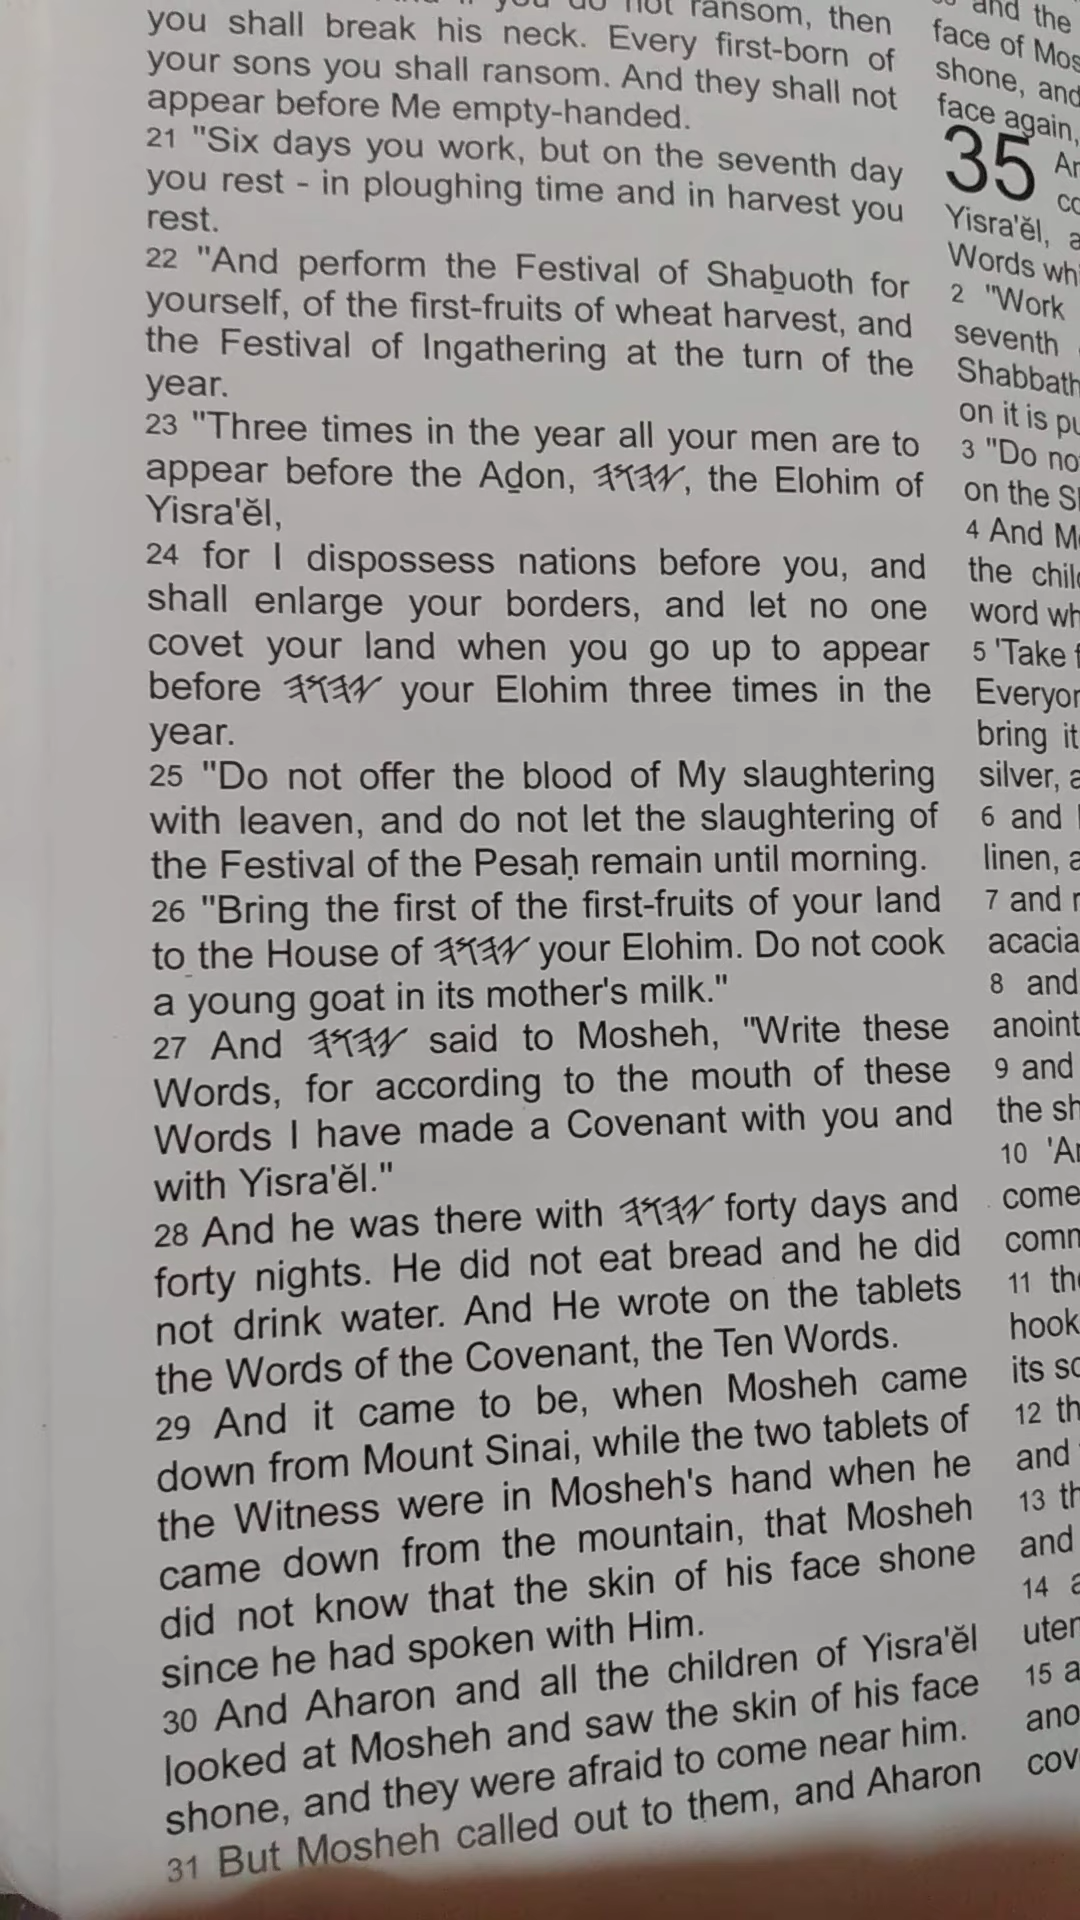 not ransom, then
you shall break his neck. Every first-born of
your sons you shall ransom. And they shall not
appear before Me empty-handed.
21 "Six days you work, but on the seventh day
you rest - in ploughing time and in harvest you
rest.
22 "And perform the Festival of Shaḇuoth for
yourself, of the first-fruits of wheat harvest, and
the Festival of Ingathering at the turn of the
year.
23 "Three times in the year all your men are to
appear before the Aḏon, 𐤉𐤄𐤅𐤄, the Elohim of
Yisra'ĕl,
24 for I dispossess nations before you, and
shall enlarge your borders, and let no one
covet your land when you go up to appear
before 𐤉𐤄𐤅𐤄 your Elohim three times in the
year.
25 "Do not offer the blood of My slaughtering
with leaven, and do not let the slaughtering of
the Festival of the Pesaḥ remain until morning.
26 "Bring the first of the first-fruits of your land
to the House of 𐤉𐤄𐤅𐤄 your Elohim. Do not cook
a young goat in its mother's milk."
27 And 𐤉𐤄𐤅𐤄 said to Mosheh, "Write these
Words, for according to the mouth of these
Words I have made a Covenant with you and
with Yisra'ĕl."
28 And he was there with 𐤉𐤄𐤅𐤄 forty days and
forty nights. He did not eat bread and he did
not drink water. And He wrote on the tablets
the Words of the Covenant, the Ten Words.
29 And it came to be, when Mosheh came
down from Mount Sinai, while the two tablets of
the Witness were in Mosheh's hand when he
came down from the mountain, that Mosheh
did not know that the skin of his face shone
since he had spoken with Him.
30 And Aharon and all the children of Yisra'ĕl
looked at Mosheh and saw the skin of his face
shone, and they were afraid to come near him.
31 But Mosheh called out to them, and Aharon
and the
face of
shone, and
face again,
35
Yisra'ĕl,
Words
2 "Work
seventh
Shabbath
on it is
3 "Do
on the
4 And
the
word
5 'Take
bring it
silver,
6 and
linen,
7 and
acacia
8 and
9 and
the
10
come
11
its
12
and
13
and
14
15